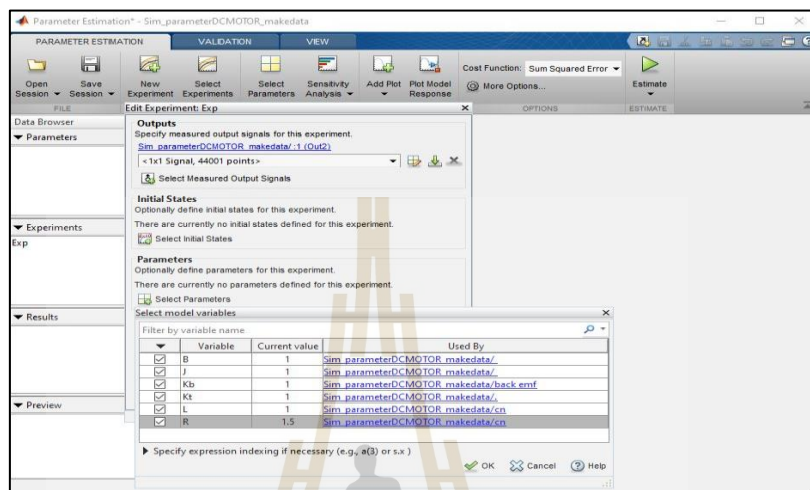 Parameter Estimation* - Sim_parameterDCMOTOR_makedata
PARAMETER ESTIMATION VALIDATION VIEW
Open Session Save Session New Experiment Select Experiments Select Parameters Sensitivity Analysis Add Plot Plot Model Response Cost Function: Sum Squared Error Estimate
More Options...
FILE OPTIONS ESTIMATE
Data Browser
Parameters
Experiments
Exp
Results
Preview
Edit Experiment: Exp
Outputs
Specify measured output signals for this experiment.
Sim_parameterDCMOTOR_makedata/ :1 (Out2)
<1x1 Signal, 44001 points>
Select Measured Output Signals
Initial States
Optionally define initial states for this experiment.
There are currently no initial states defined for this experiment.
Select Initial States
Parameters
Optionally define parameters for this experiment.
There are currently no parameters defined for this experiment.
Select Parameters
Select model variables
Filter by variable name
Variable Current value Used By
B 1 Sim_parameterDCMOTOR_makedata/
J 1 Sim_parameterDCMOTOR_makedata/
Kb 1 Sim_parameterDCMOTOR_makedata/back emf
Kt 1 Sim_parameterDCMOTOR_makedata/.
L 1 Sim_parameterDCMOTOR_makedata/cn
R 1.5 Sim_parameterDCMOTOR_makedata/cn
Specify expression indexing if necessary (e.g., a(3) or s.x )
OK Cancel Help